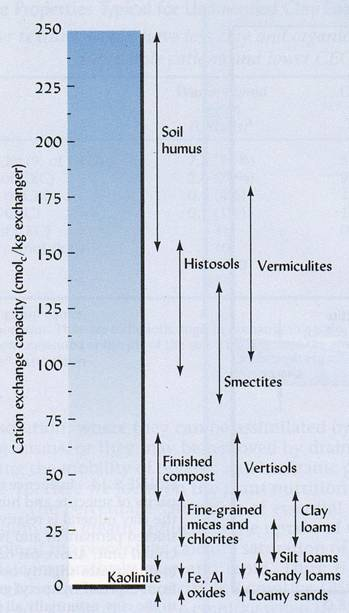 Cation exchange capacity (cmolc/kg exchanger)
250
225
200
175
150
125
100
75
50
25
0
Soil
humus
Histosols
Vermiculites
Smectites
Finished
compost
Vertisols
Fine-grained
micas and
chlorites
Clay
loams
Silt loams
Kaolinite
Fe, Al
oxides
Sandy loams
Loamy sands